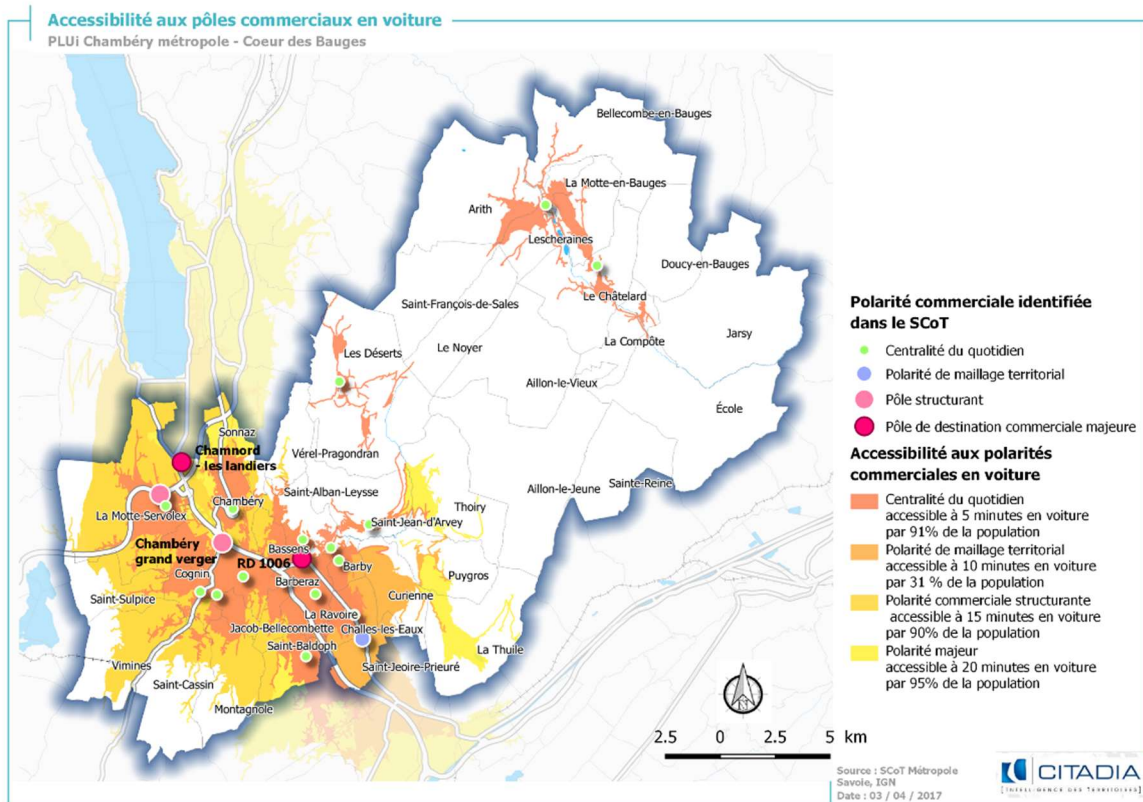 Accessibilité aux pôles commerciaux en voiture
PLUi Chambéry métropole - Coeur des Bauges
Bellecombe-en-Bauges
La Motte-en-Bauges
Arith
Lescheraines
Doucy-en-Bauges
Le Châtelard
Saint-François-de-Sales
Jarsy
La Compôte
Le Noyer
Les Déserts
Aillon-le-Vieux
École
Sonnaz
Chamnord
- les landiers
Vérel-Pragondran
Sainte-Reine
Aillon-le-Jeune
Saint-Alban-Leysse
Thoiry
Chambéry
La Motte-Servolex
Saint-Jean-d'Arvey
Chambéry
grand verger
Bassens
RD 1006
Barby
Cognin
Puygros
Barberaz
Saint-Sulpice
Curienne
La Ravoire
Jacob-Bellecombette
Challes-les-Eaux
Saint-Baldoph
La Thuile
Vimines
Saint-Jeoire-Prieuré
Saint-Cassin
Montagnole
N
2.5 0 2.5 5 km
Polarité commerciale identifiée
dans le SCoT
Centralité du quotidien
Polarité de maillage territorial
Pôle structurant
Pôle de destination commerciale majeure
Accessibilité aux polarités
commerciales en voiture
Centralité du quotidien
accessible à 5 minutes en voiture
par 91% de la population
Polarité de maillage territorial
accessible à 10 minutes en voiture
par 31 % de la population
Polarité commerciale structurante
accessible à 15 minutes en voiture
par 90% de la population
Polarité majeur
accessible à 20 minutes en voiture
par 95% de la population
Source : SCoT Métropole
Savoie, IGN
Date : 03 / 04 / 2017
CITADIA
[INTELLIGENCE DES TERRITOIRES]